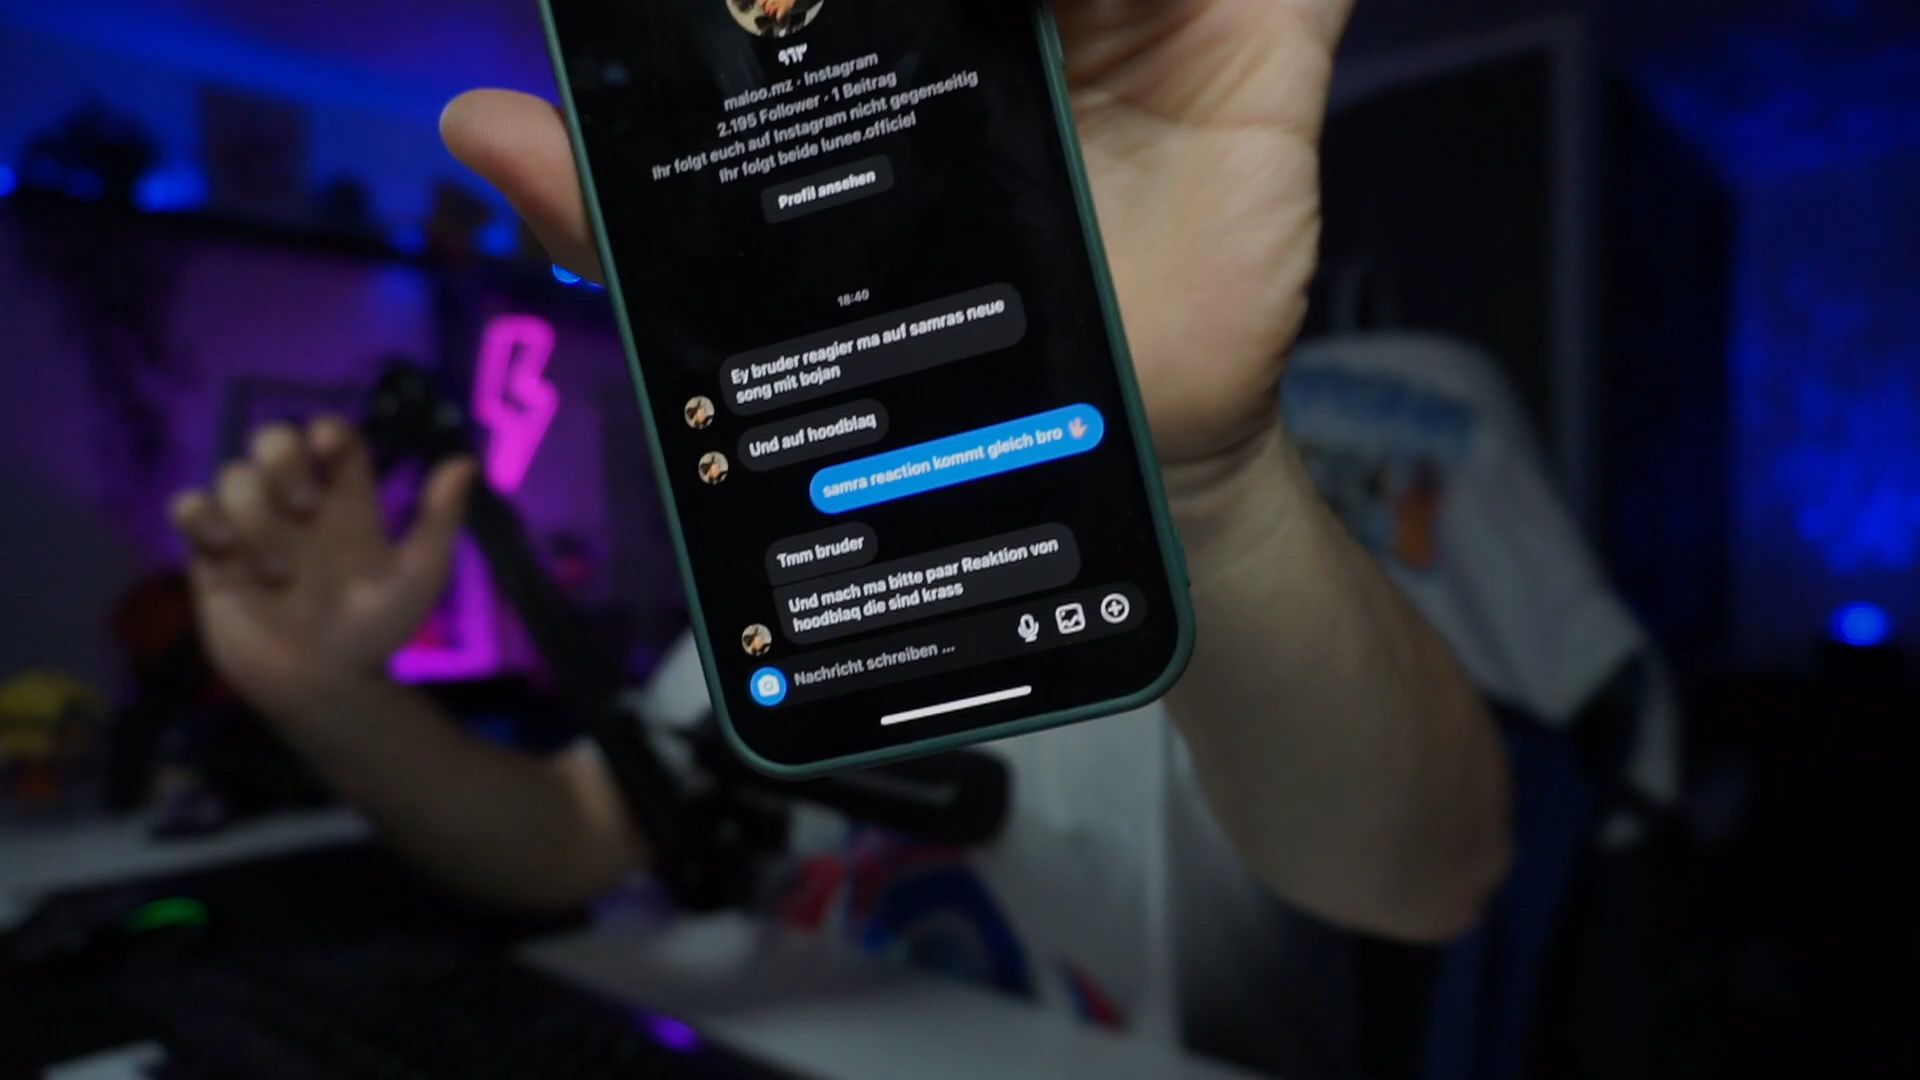 ٩٦٣
maloo.mz · Instagram
2.195 Follower · 1 Beitrag
Ihr folgt euch auf Instagram nicht gegenseitig
Ihr folgt beide lunee.officiel
Profil ansehen
18:40
Ey bruder reagier ma auf samras neue
song mit bojan
Und auf hoodblaq
samra reaction kommt gleich bro 🤟🏻
Tmm bruder
Und mach ma bitte paar Reaktion von
hoodblaq die sind krass
Nachricht schreiben ...